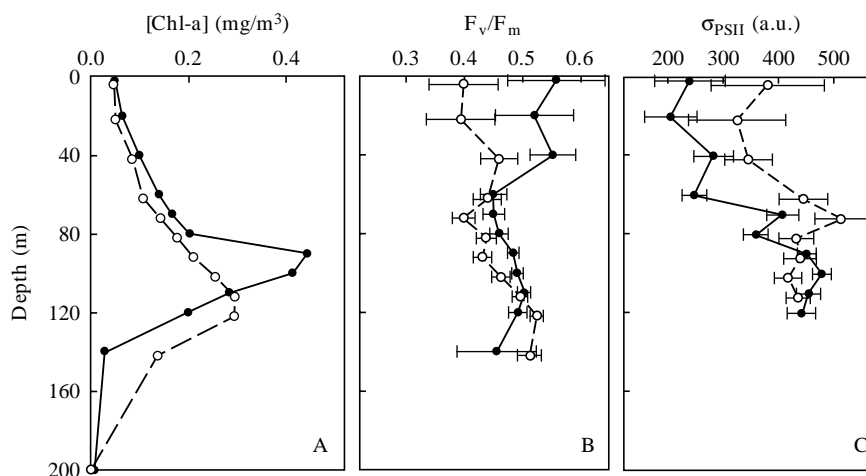 [Chl-a] (mg/m³)
F_v/F_m
σ_PSII (a.u.)
0.0 0.2 0.4
0.3 0.4 0.5 0.6
200 300 400 500
Depth (m)
0
40
80
120
160
200
A
B
C